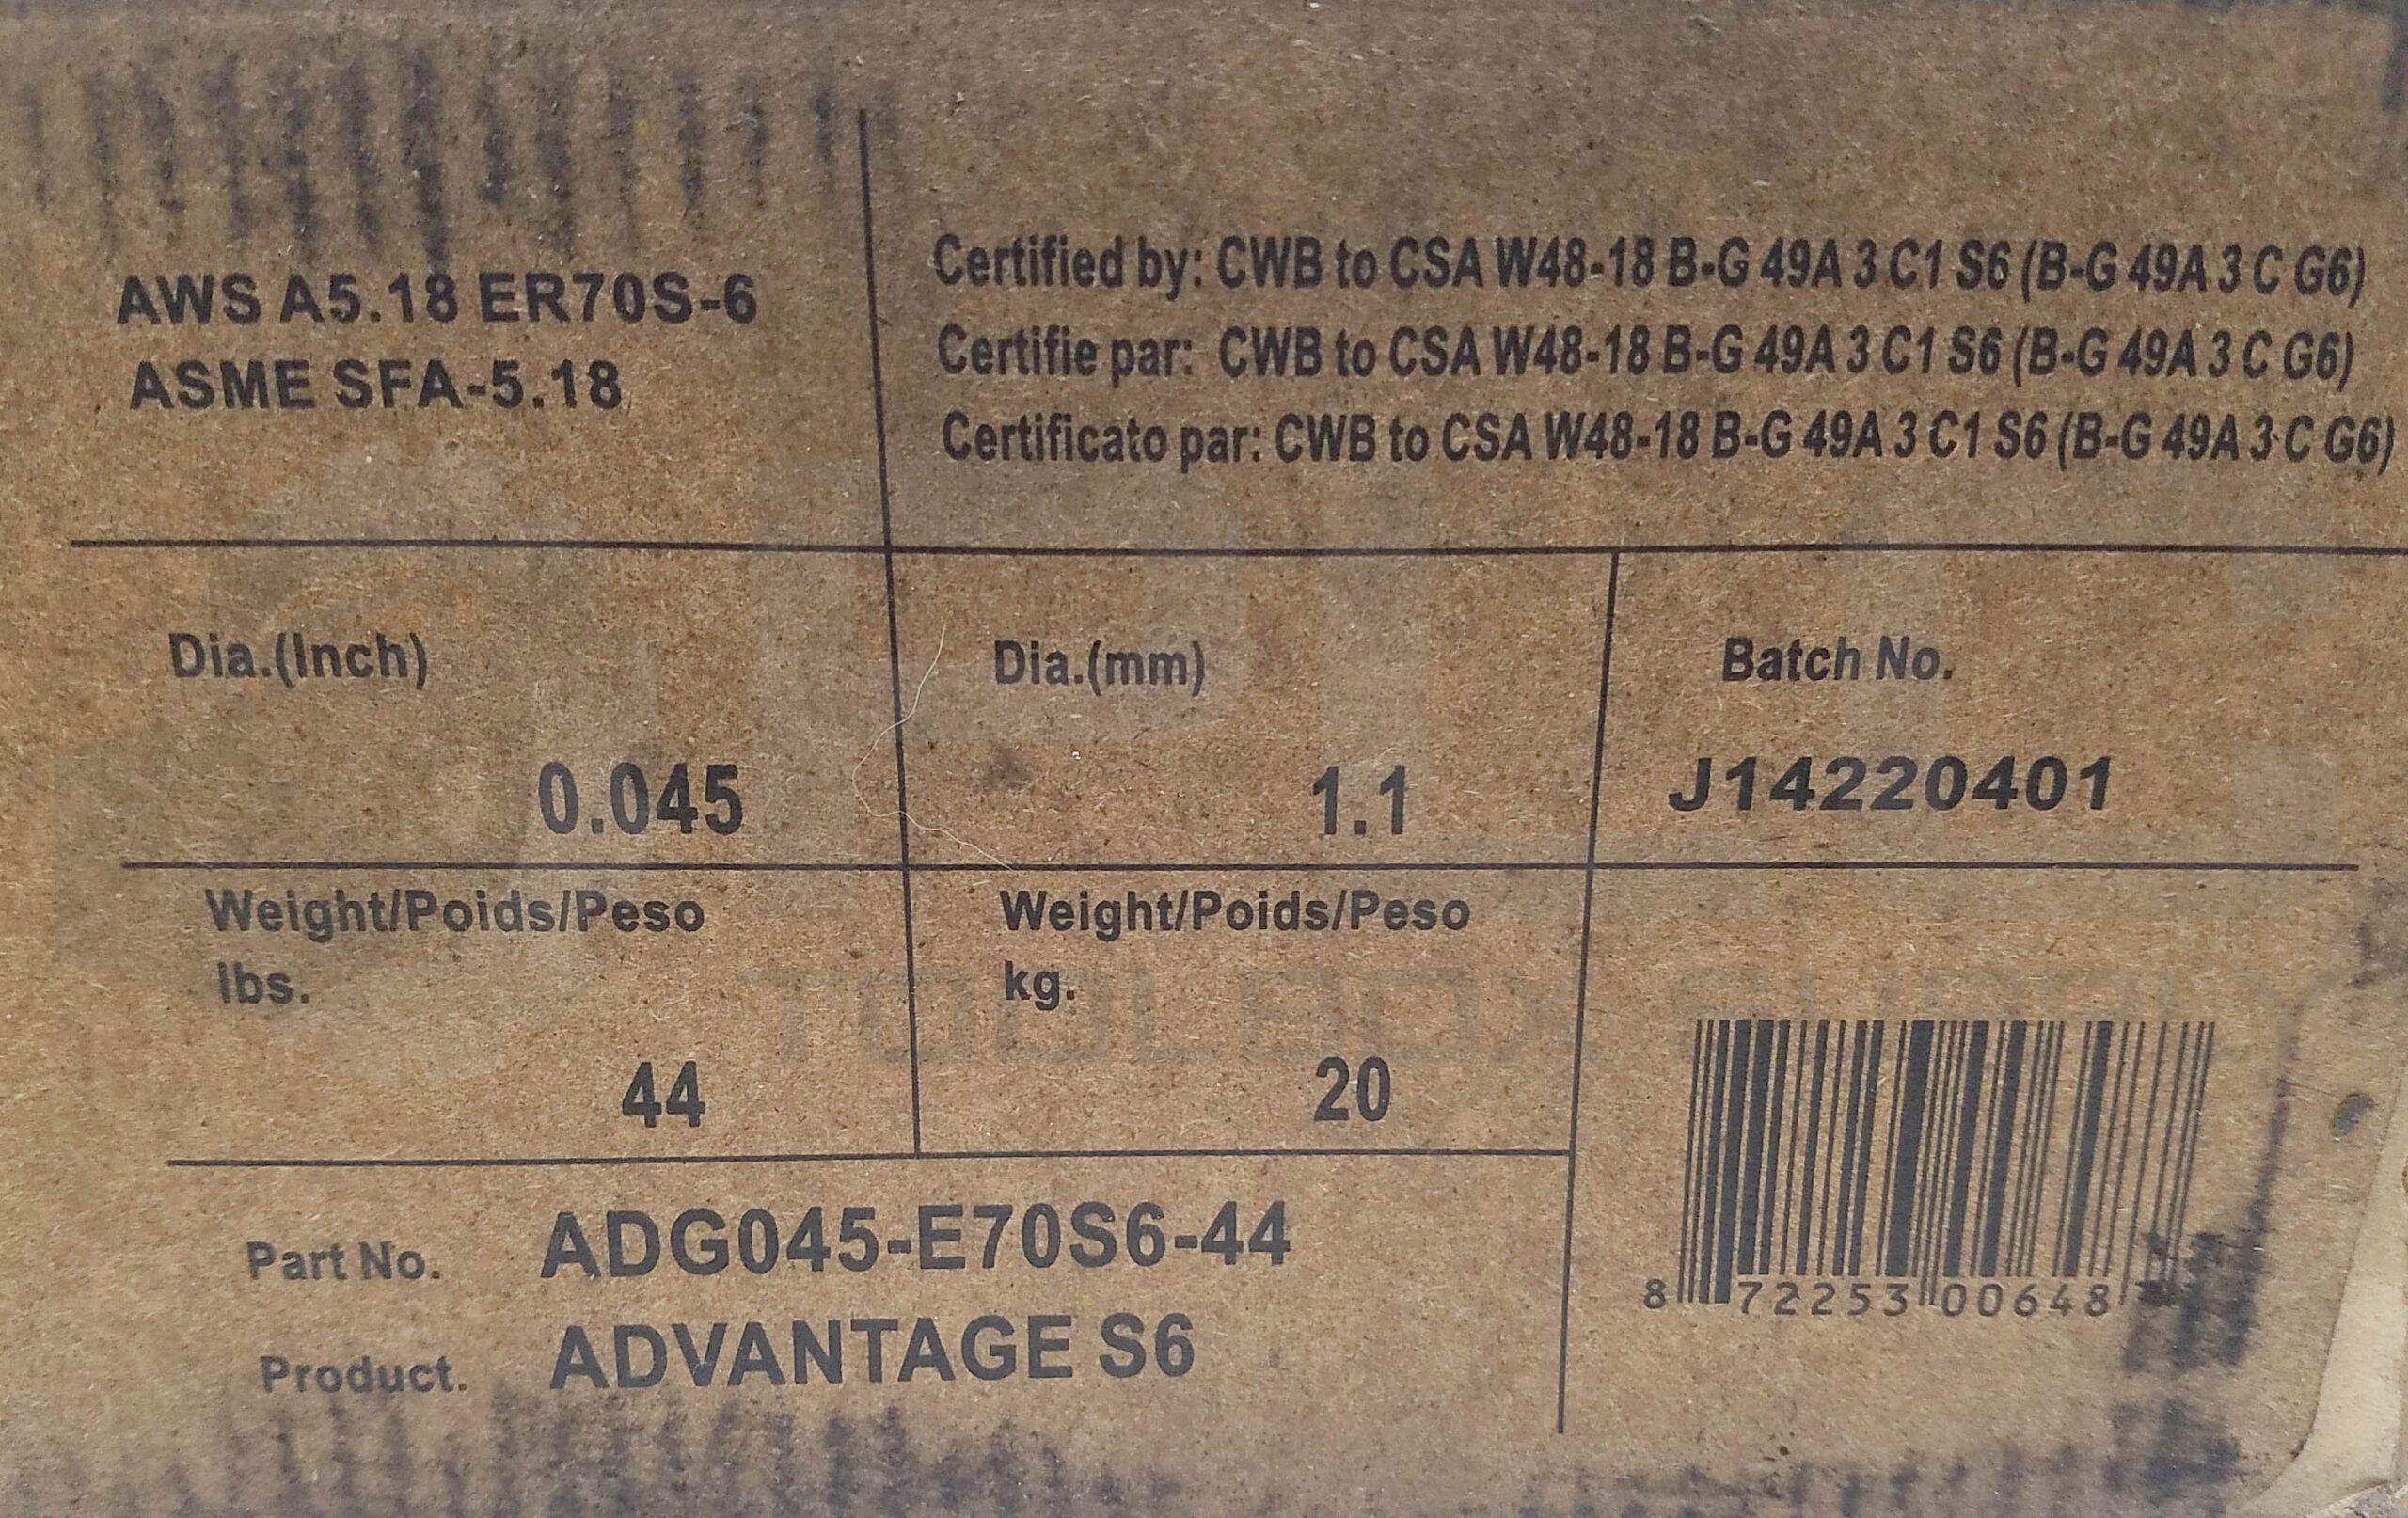 AWS A5.18 ER70S-6
ASME SFA-5.18
Certified by: CWB to CSA W48-18 B-G 49A 3 C1 S6 (B-G 49A 3 C G6)
Certifie par: CWB to CSA W48-18 B-G 49A 3 C1 S6 (B-G 49A 3 C G6)
Certificato par: CWB to CSA W48-18 B-G 49A 3 C1 S6 (B-G 49A 3 C G6)
Dia.(Inch)
0.045
Dia.(mm)
1.1
Batch No.
J14220401
Weight/Poids/Peso
lbs.
44
Weight/Poids/Peso
kg.
20
Part No. ADG045-E70S6-44
Product. ADVANTAGE S6
8 72253 00648